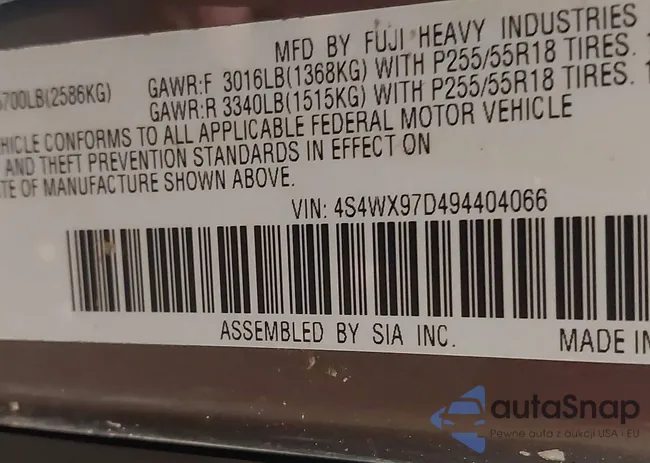 MFD BY FUJI HEAVY INDUSTRIES
5700LB(2586KG) GAWR:F 3016LB(1368KG) WITH P255/55R18 TIRES.
GAWR:R 3340LB(1515KG) WITH P255/55R18 TIRES.
HICLE CONFORMS TO ALL APPLICABLE FEDERAL MOTOR VEHICLE
AND THEFT PREVENTION STANDARDS IN EFFECT ON
TE OF MANUFACTURE SHOWN ABOVE.
VIN: 4S4WX97D494404066
ASSEMBLED BY SIA INC. MADE IN
autaSnap
Pewne auta z aukcji USA - EU